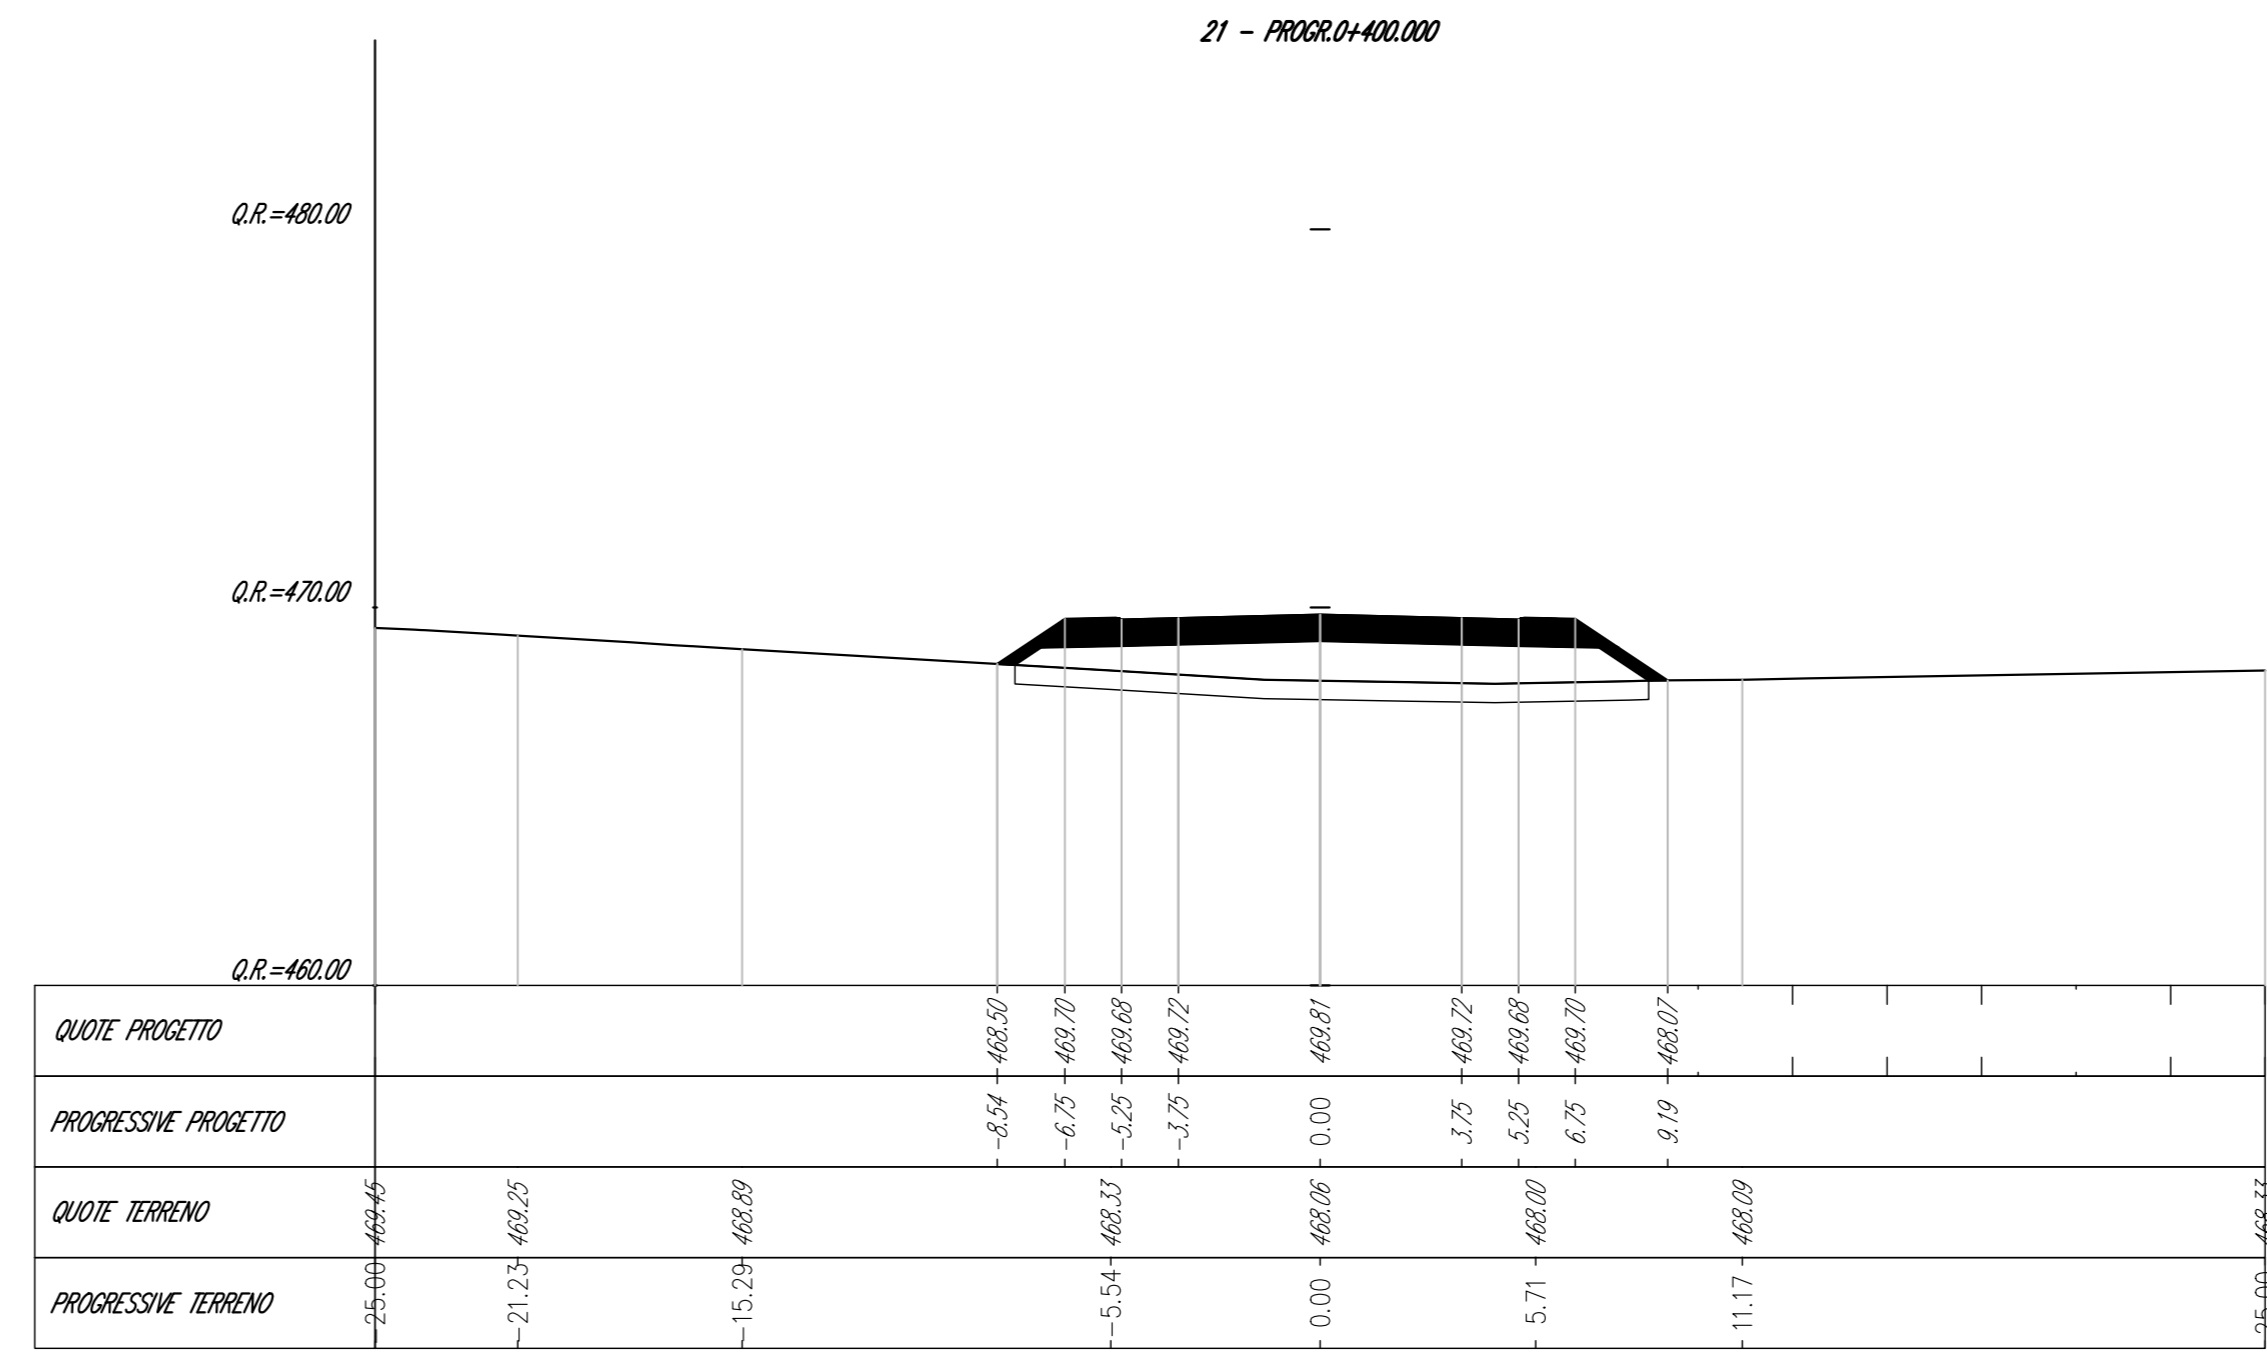 21 - PROGR.0+400.000
Q.R.=480.00
Q.R.=470.00
Q.R.=460.00
QUOTE PROGETTO 468.50 469.70 469.68 469.72 469.81 469.72 469.68 469.70 468.07
PROGRESSIVE PROGETTO -8.54 -6.75 -5.25 -3.75 0.00 3.75 5.25 6.75 9.19
QUOTE TERRENO 469.45 469.25 468.89 468.33 468.06 468.00 468.09 468.33
PROGRESSIVE TERRENO -25.00 -21.23 -15.29 -5.54 0.00 5.71 11.17 25.00